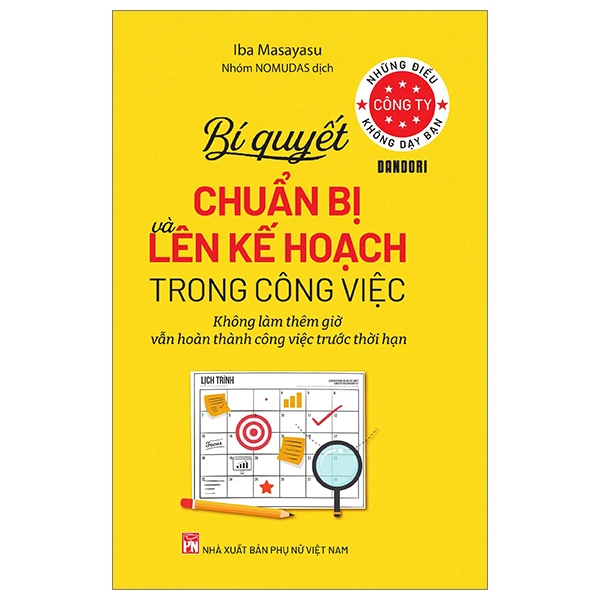 Iba Masayasu
Nhóm NOMUDAS dịch
NHỮNG ĐIỀU
CÔNG TY
KHÔNG DẠY BẠN
DANDORI
Bí quyết
CHUẨN BỊ
và
LÊN KẾ HOẠCH
TRONG CÔNG VIỆC
Không làm thêm giờ
vẫn hoàn thành công việc trước thời hạn
LỊCH TRÌNH
Focus
PN
NHÀ XUẤT BẢN PHỤ NỮ VIỆT NAM